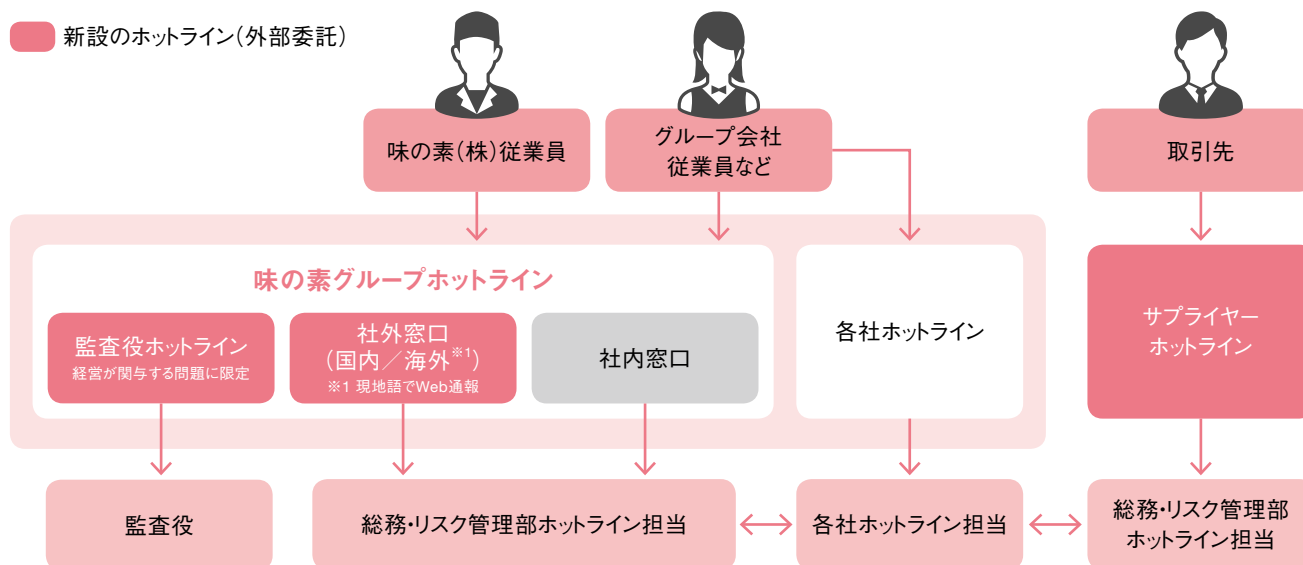 新設のホットライン（外部委託）
味の素（株）従業員
グループ会社
従業員など
取引先
味の素グループホットライン
監査役ホットライン
経営が関与する問題に限定
社外窓口
（国内／海外※1）
※1 現地語でWeb通報
社内窓口
各社ホットライン
サプライヤー
ホットライン
監査役
総務・リスク管理部ホットライン担当
各社ホットライン担当
総務・リスク管理部
ホットライン担当